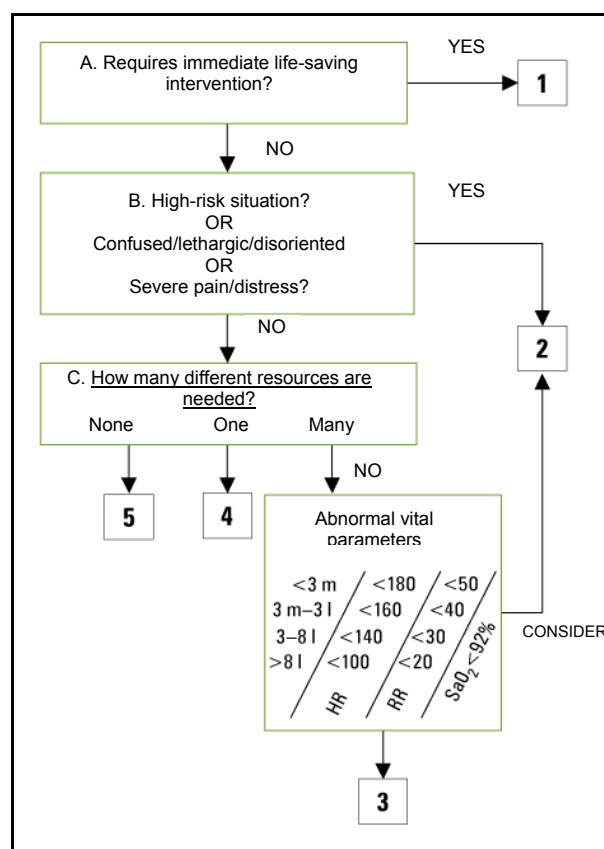 A. Requires immediate life-saving
intervention?
YES
1
NO
B. High-risk situation?
OR
Confused/lethargic/disoriented
OR
Severe pain/distress?
YES
2
NO
C. How many different resources are
needed?
None One Many
NO
5
4
Abnormal vital
parameters
<3 m <180 <50
3 m–3 l <160 <40
3–8 l <140 <30
>8 l <100 <20
HR RR SaO₂ <92%
CONSIDER
3